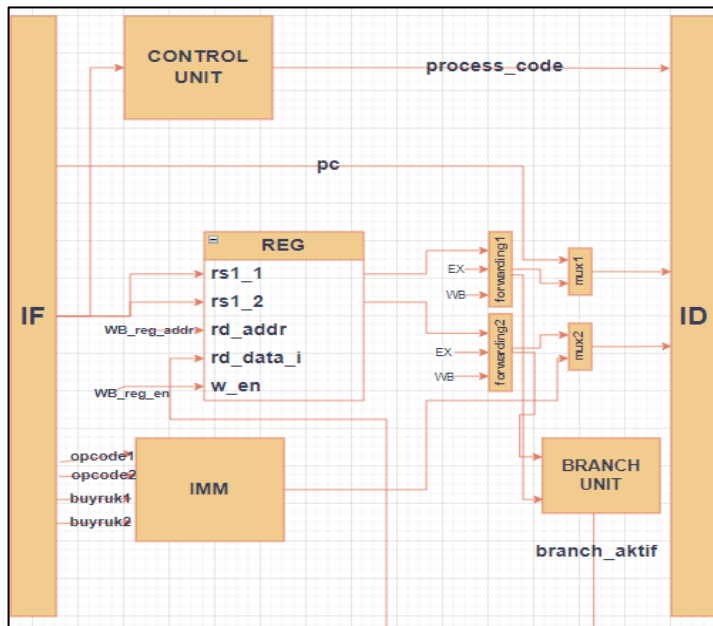 CONTROL
UNIT
process_code
pc
REG
rs1_1
rs1_2
rd_addr
rd_data_i
w_en
WB_reg_addr
WB_reg_en
EX
WB
forwarding1
mux1
EX
WB
forwarding2
mux2
IF
ID
opcode1
opcode2
buyruk1
buyruk2
IMM
BRANCH
UNIT
branch_aktif